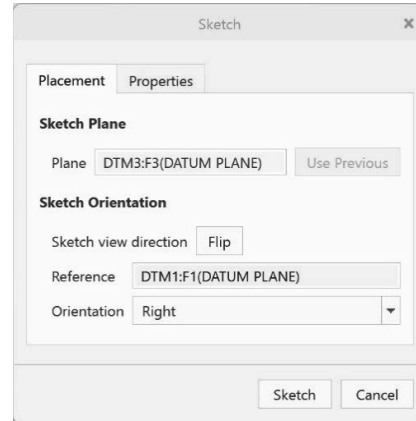 Sketch
Placement Properties
Sketch Plane
Plane DTM3:F3(DATUM PLANE) Use Previous
Sketch Orientation
Sketch view direction Flip
Reference DTM1:F1(DATUM PLANE)
Orientation Right
Sketch Cancel